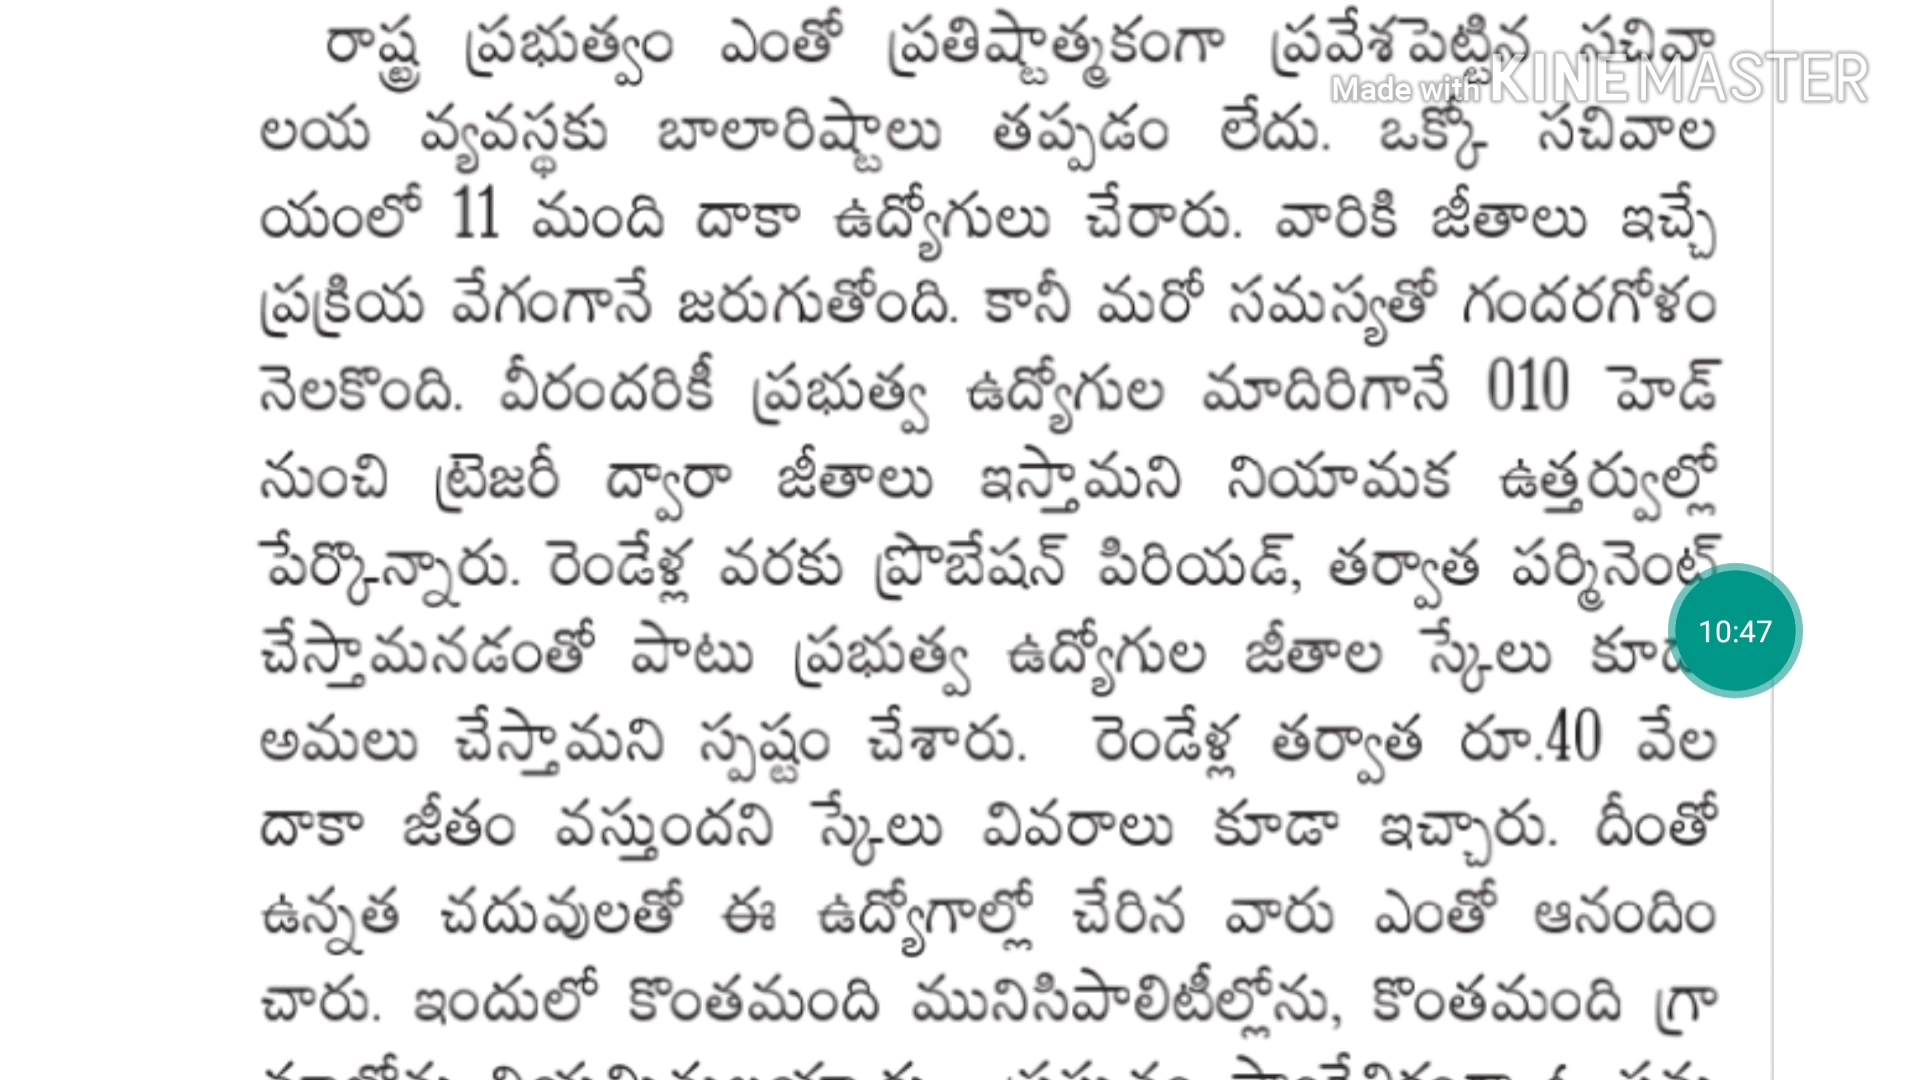 రాష్ట్ర ప్రభుత్వం ఎంతో ప్రతిష్టాత్మకంగా ప్రవేశపెట్టిన సచివా
Made with KINEMASTER
లయ వ్యవస్థకు బాలారిష్టాలు తప్పడం లేదు. ఒక్కో సచివాల
యంలో 11 మంది దాకా ఉద్యోగులు చేరారు. వారికి జీతాలు ఇచ్చే
ప్రక్రియ వేగంగానే జరుగుతోంది. కానీ మరో సమస్యతో గందరగోళం
నెలకొంది. వీరందరికీ ప్రభుత్వ ఉద్యోగుల మాదిరిగానే 010 హెడ్
నుంచి ట్రెజరీ ద్వారా జీతాలు ఇస్తామని నియామక ఉత్తర్వుల్లో
పేర్కొన్నారు. రెండేళ్ల వరకు ప్రొబేషన్ పిరియడ్, తర్వాత పర్మినెంట్
10:47
చేస్తామనడంతో పాటు ప్రభుత్వ ఉద్యోగుల జీతాల స్కేలు
అమలు చేస్తామని స్పష్టం చేశారు. రెండేళ్ల తర్వాత రూ.40 వేల
దాకా జీతం వస్తుందని స్కేలు వివరాలు కూడా ఇచ్చారు. దీంతో
ఉన్నత చదువులతో ఈ ఉద్యోగాల్లో చేరిన వారు ఎంతో ఆనందిం
చారు. ఇందులో కొంతమంది మునిసిపాలిటీల్లోను, కొంతమంది గ్రా